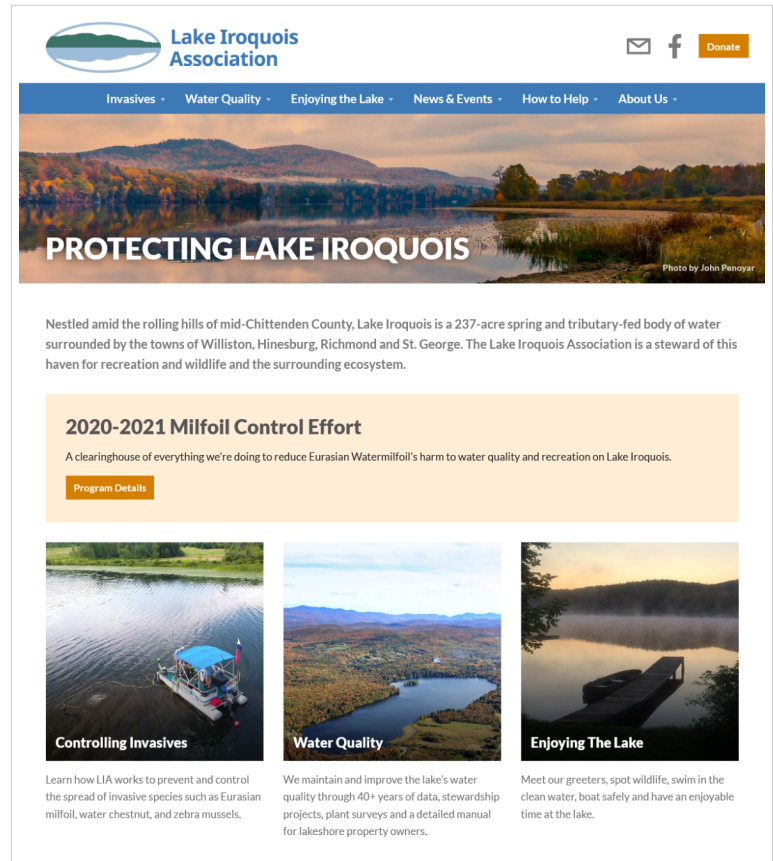 Lake Iroquois
Association
Donate
Invasives
Water Quality
Enjoying the Lake
News & Events
How to Help
About Us
PROTECTING LAKE IROQUOIS
Photo by John Penoyar
Nestled amid the rolling hills of mid-Chittenden County, Lake Iroquois is a 237-acre spring and tributary-fed body of water
surrounded by the towns of Williston, Hinesburg, Richmond and St. George. The Lake Iroquois Association is a steward of this
haven for recreation and wildlife and the surrounding ecosystem.
2020-2021 Milfoil Control Effort
A clearinghouse of everything we're doing to reduce Eurasian Watermilfoil's harm to water quality and recreation on Lake Iroquois.
Program Details
Controlling Invasives
Learn how LIA works to prevent and control
the spread of invasive species such as Eurasian
milfoil, water chestnut, and zebra mussels.
Water Quality
We maintain and improve the lake's water
quality through 40+ years of data, stewardship
projects, plant surveys and a detailed manual
for lakeshore property owners.
Enjoying The Lake
Meet our greeters, spot wildlife, swim in the
clean water, boat safely and have an enjoyable
time at the lake.